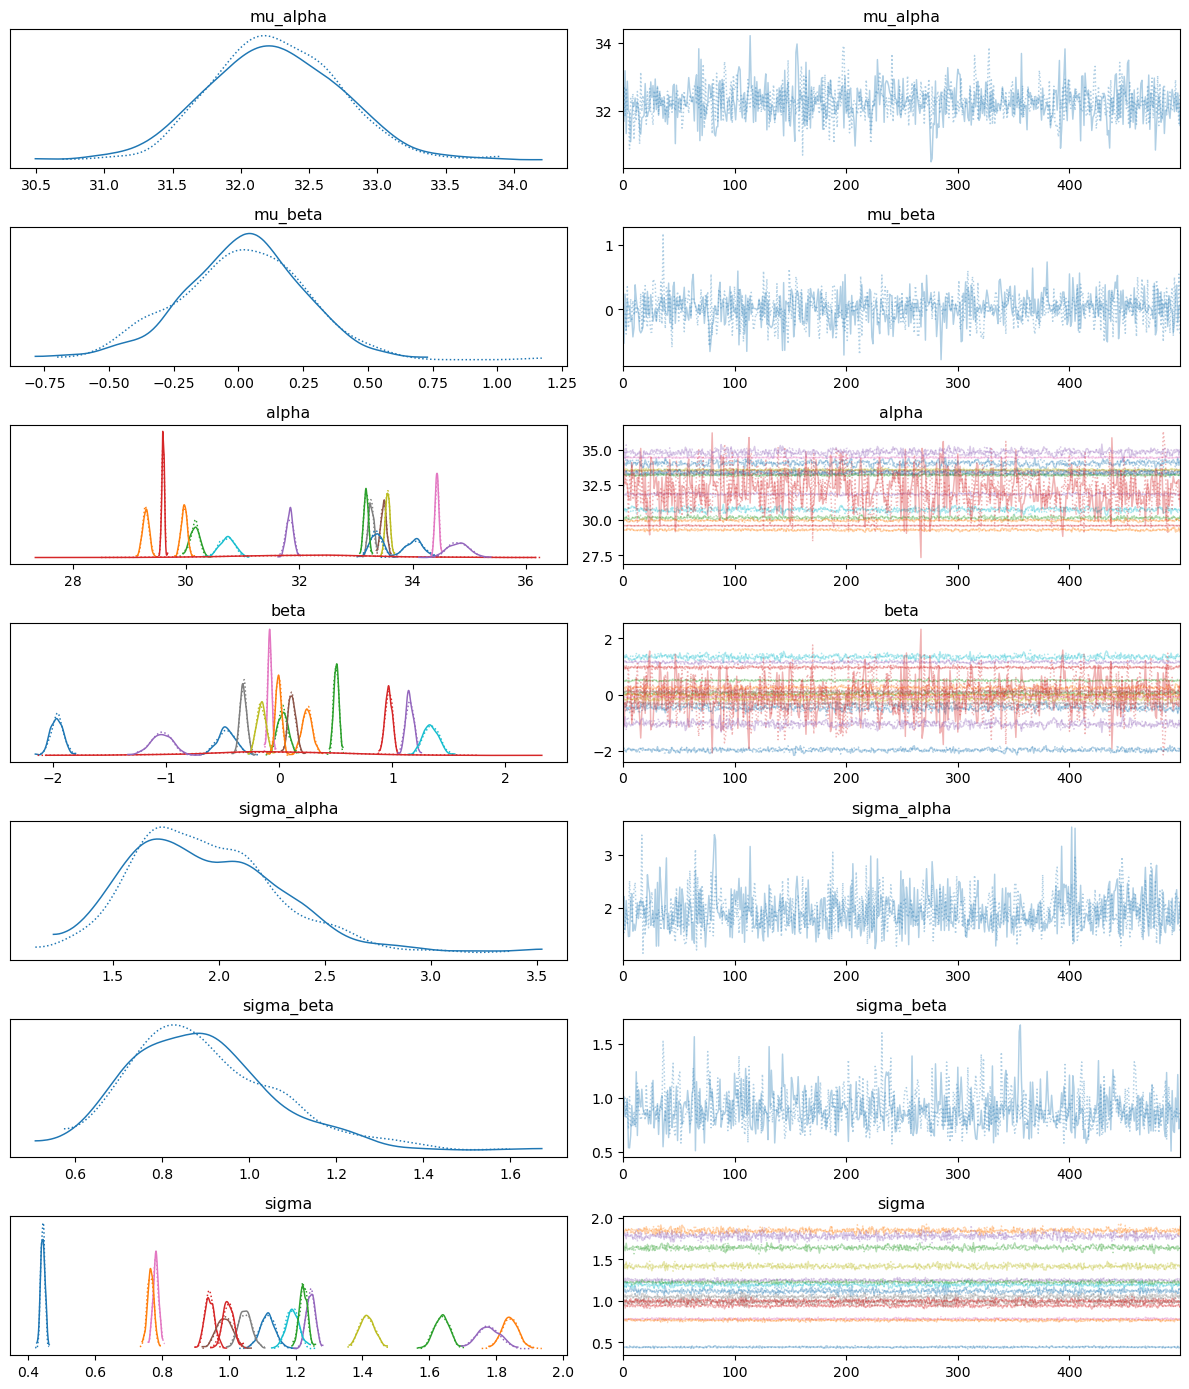 mu_alpha mu_alpha
34
32
30.5 31.0 31.5 32.0 32.5 33.0 33.5 34.0 0 100 200 300 400
mu_beta mu_beta
1
0
−0.75 −0.50 −0.25 0.00 0.25 0.50 0.75 1.00 1.25 0 100 200 300 400
alpha alpha
35.0
32.5
30.0
27.5
28 30 32 34 36 0 100 200 300 400
beta beta
2
0
−2
−2 −1 0 1 2 0 100 200 300 400
sigma_alpha sigma_alpha
3
2
1.5 2.0 2.5 3.0 3.5 0 100 200 300 400
sigma_beta sigma_beta
1.5
1.0
0.5
0.6 0.8 1.0 1.2 1.4 1.6 0 100 200 300 400
sigma sigma
2.0
1.5
1.0
0.5
0.4 0.6 0.8 1.0 1.2 1.4 1.6 1.8 2.0 0 100 200 300 400